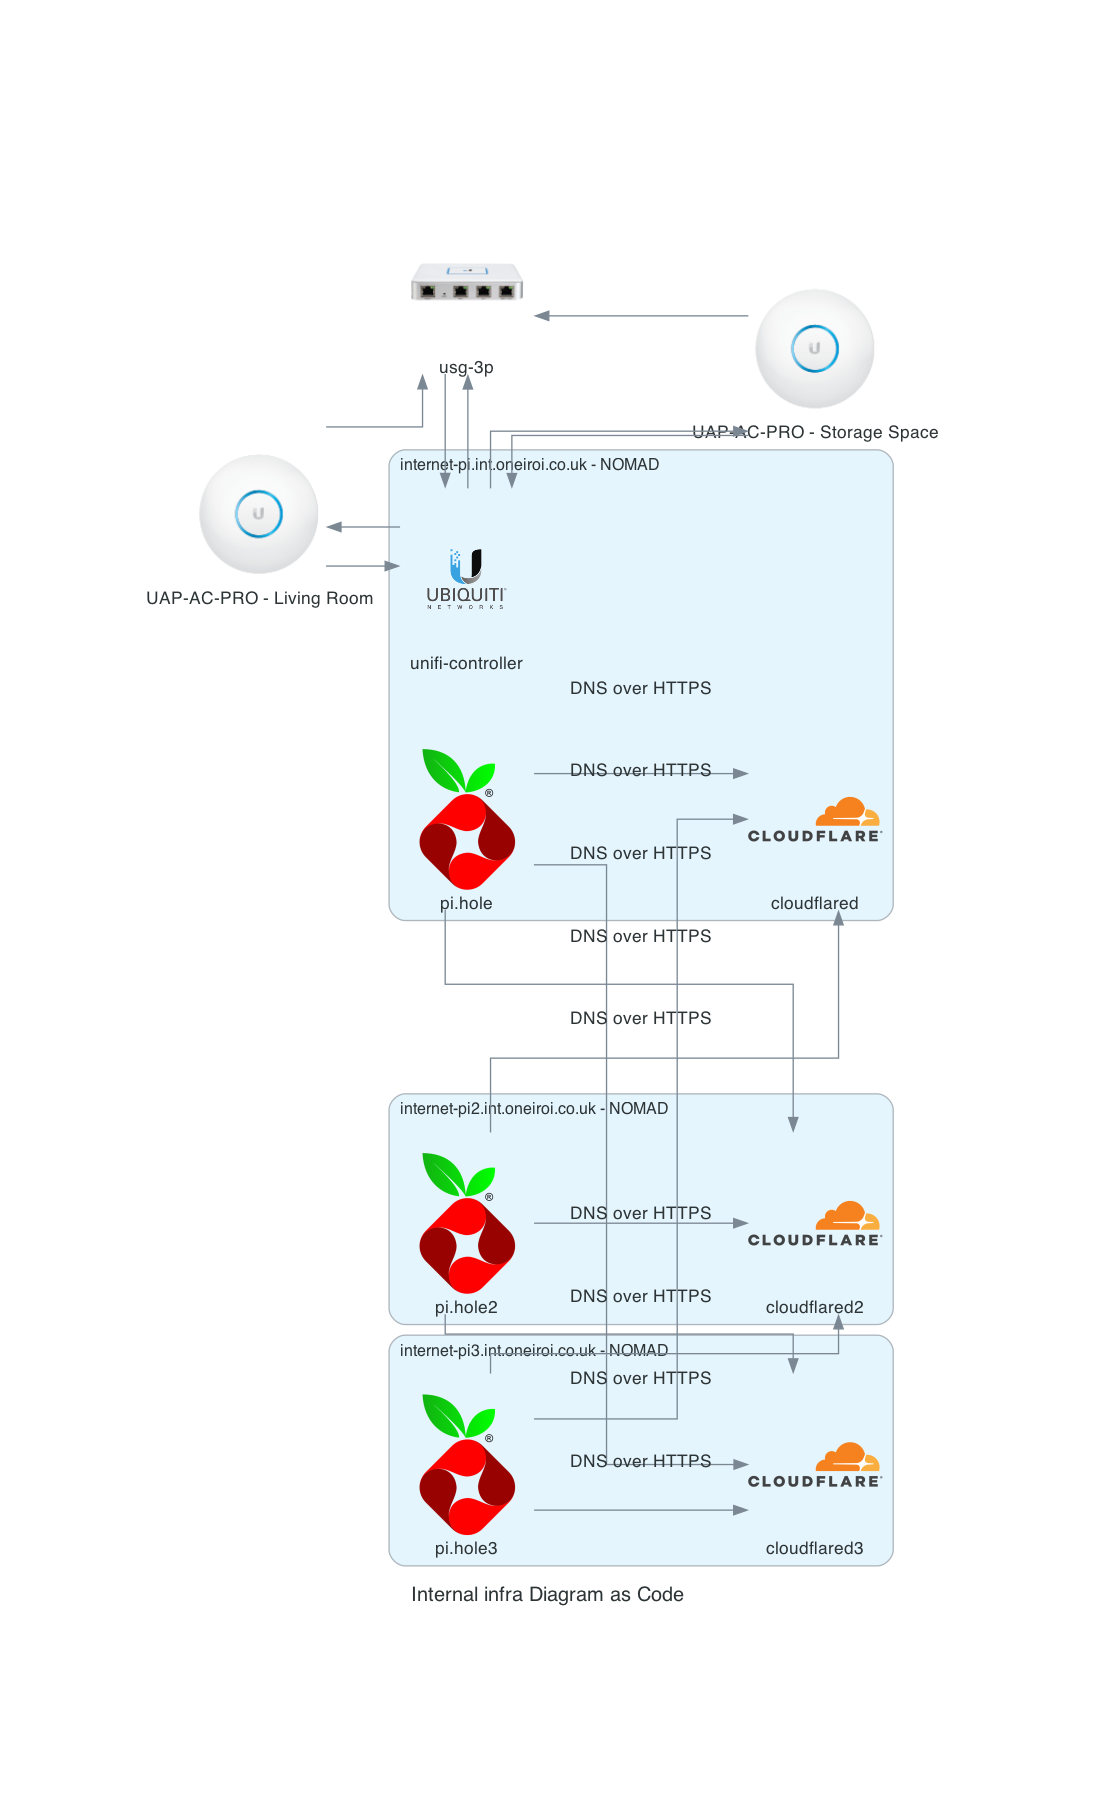 usg-3p
U
UAP-AC-PRO - Storage Space
internet-pi.int.oneiroi.co.uk - NOMAD
U
UBIQUITI
NETWORKS
UAP-AC-PRO - Living Room
unifi-controller
DNS over HTTPS
DNS over HTTPS
®
CLOUDFLARE
DNS over HTTPS
pi.hole
cloudflared
DNS over HTTPS
DNS over HTTPS
internet-pi2.int.oneiroi.co.uk - NOMAD
®
DNS over HTTPS
CLOUDFLARE
DNS over HTTPS
pi.hole2
cloudflared2
internet-pi3.int.oneiroi.co.uk - NOMAD
DNS over HTTPS
®
DNS over HTTPS
CLOUDFLARE
pi.hole3
cloudflared3
Internal infra Diagram as Code